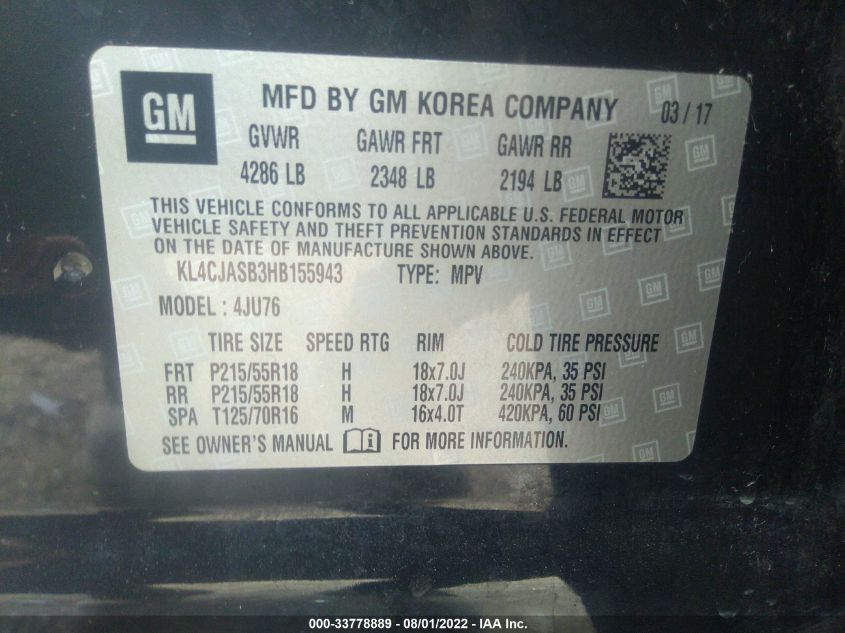 GM MFD BY GM KOREA COMPANY 03 / 17
GVWR GAWR FRT GAWR RR
4286 LB 2348 LB 2194 LB
THIS VEHICLE CONFORMS TO ALL APPLICABLE U.S. FEDERAL MOTOR
VEHICLE SAFETY AND THEFT PREVENTION STANDARDS IN EFFECT
ON THE DATE OF MANUFACTURE SHOWN ABOVE.
KL4CJASB3HB155943 TYPE: MPV
MODEL : 4JU76
TIRE SIZE SPEED RTG RIM COLD TIRE PRESSURE
FRT P215/55R18 H 18x7.0J 240KPA, 35 PSI
RR P215/55R18 H 18x7.0J 240KPA, 35 PSI
SPA T125/70R16 M 16x4.0T 420KPA, 60 PSI
SEE OWNER'S MANUAL FOR MORE INFORMATION.
000-33778889 - 08/01/2022 - IAA Inc.